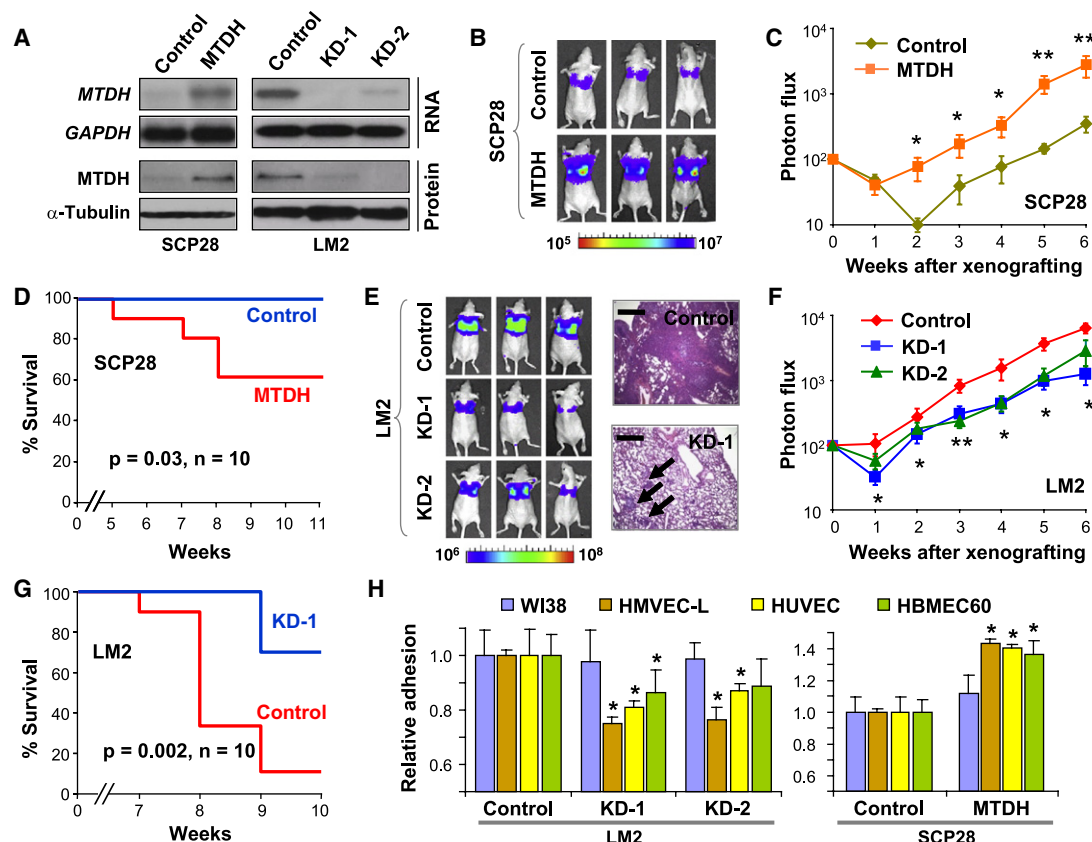 A
Control
MTDH
Control
KD-1
KD-2
MTDH
GAPDH
RNA
MTDH
α-Tubulin
Protein
SCP28
LM2
B
SCP28
Control
MTDH
10⁵
10⁷
C
Photon flux
10⁴
10²
10
Control
MTDH
*
*
*
**
**
SCP28
0 1 2 3 4 5 6
Weeks after xenografting
D
% Survival
100
80
60
40
20
0
Control
SCP28
MTDH
p = 0.03, n = 10
5 6 7 8 9 10 11
Weeks
E
LM2
Control
KD-1
KD-2
10⁶
10⁸
Control
KD-1
F
Photon flux
10⁴
10³
10²
10
Control
KD-1
KD-2
*
*
**
*
*
*
LM2
0 1 2 3 4 5 6
Weeks after xenografting
G
% Survival
100
80
60
40
20
0
KD-1
LM2
Control
p = 0.002, n = 10
7 8 9 10
Weeks
H
WI38 HMVEC-L HUVEC HBMEC60
Relative adhesion
1.0
0.8
0.6
* * *
* *
Control KD-1 KD-2
LM2
1.4
1.2
1.0
0.8
0.6
* * *
Control MTDH
SCP28